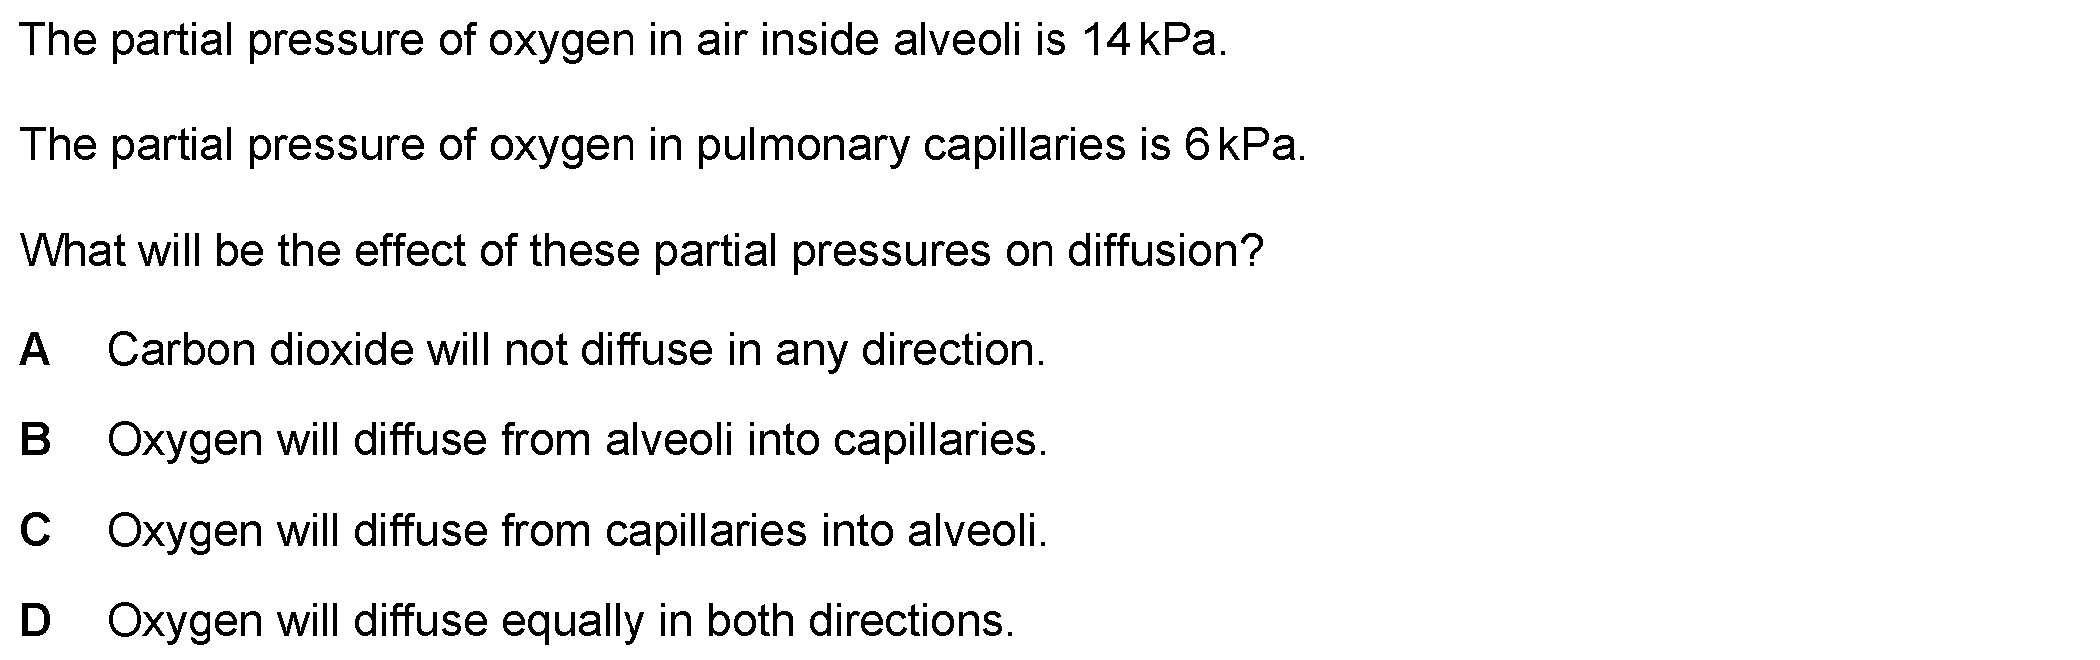 The partial pressure of oxygen in air inside alveoli is 14 kPa.
The partial pressure of oxygen in pulmonary capillaries is 6 kPa.
What will be the effect of these partial pressures on diffusion?
A Carbon dioxide will not diffuse in any direction.
B Oxygen will diffuse from alveoli into capillaries.
C Oxygen will diffuse from capillaries into alveoli.
D Oxygen will diffuse equally in both directions.